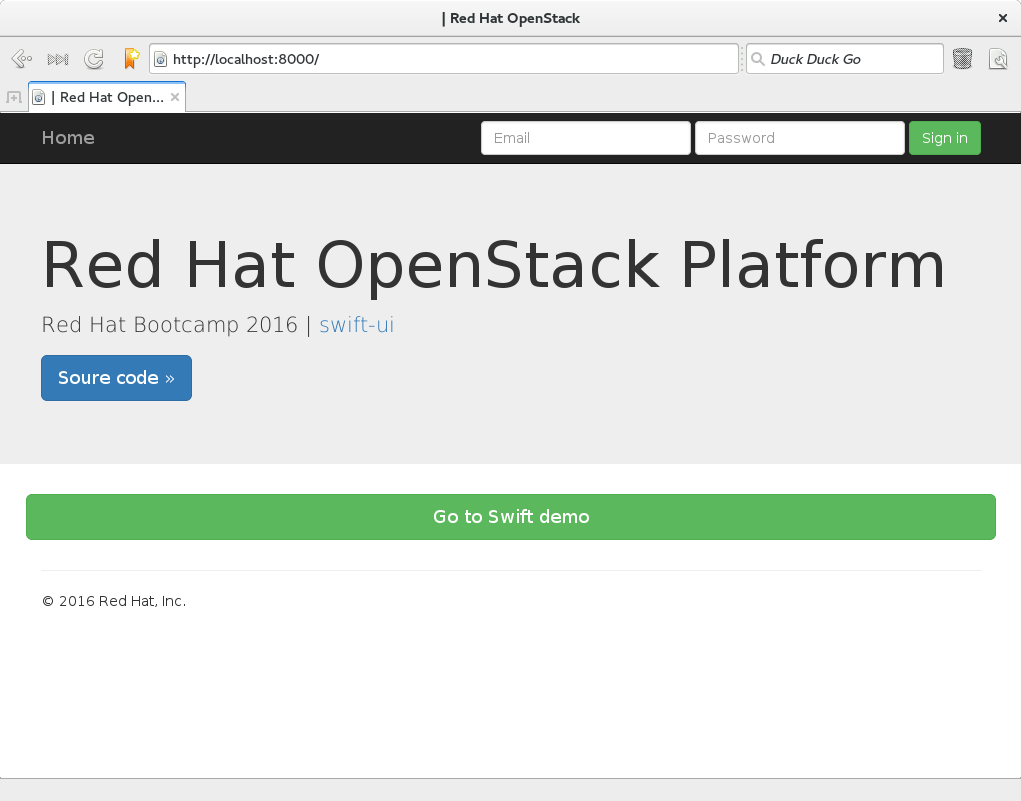 | Red Hat OpenStack
http://localhost:8000/
Duck Duck Go
| Red Hat Open...
Home
Email
Password
Sign in
Red Hat OpenStack Platform
Red Hat Bootcamp 2016 | swift-ui
Soure code »
Go to Swift demo
© 2016 Red Hat, Inc.